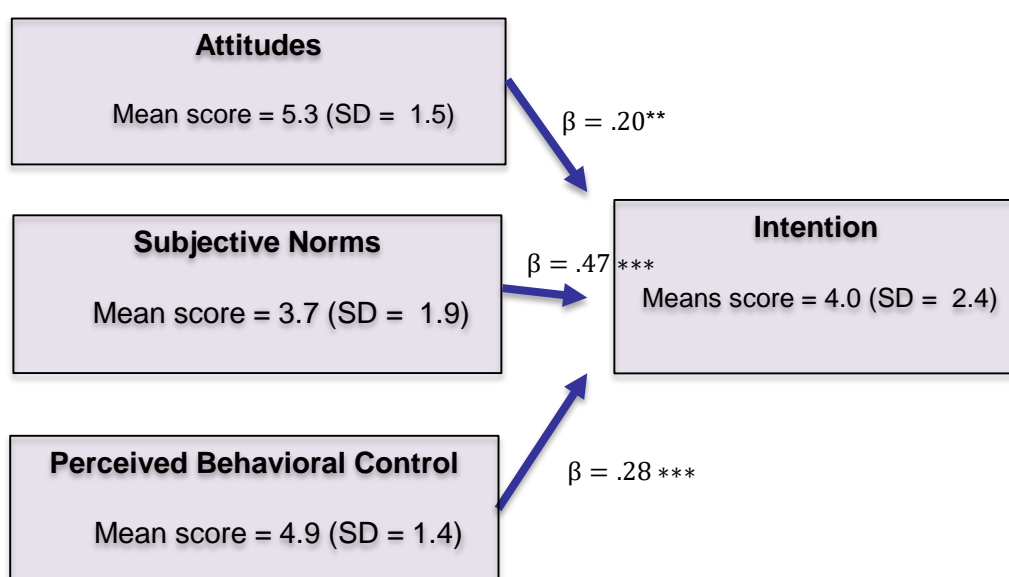 Attitudes
Mean score = 5.3 (SD =  1.5)
β = .20**
Subjective Norms
Mean score = 3.7 (SD =  1.9)
β = .47 ***
Intention
Means score = 4.0 (SD =  2.4)
Perceived Behavioral Control
Mean score = 4.9 (SD = 1.4)
β = .28 ***